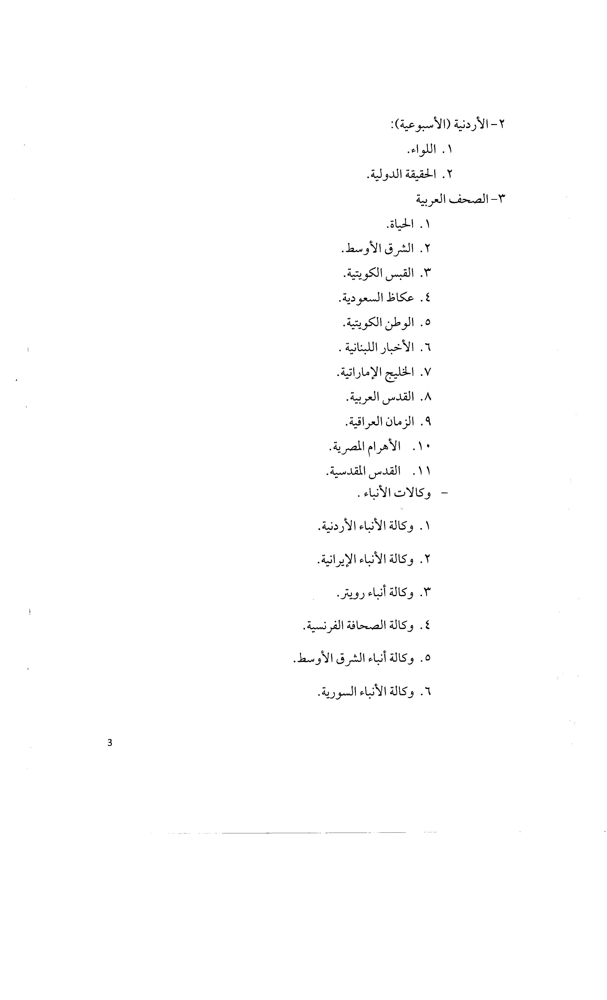 ٢- الأردنية (الأسبوعية):
١. اللواء.
٢. الحقيقة الدولية.
٣- الصحف العربية
١. الحياة.
٢. الشرق الأوسط.
٣. القبس الكويتية.
٤. عكاظ السعودية.
٥. الوطن الكويتية.
٦. الأخبار اللبنانية .
٧. الخليج الإماراتية.
٨. القدس العربية.
٩. الزمان العراقية.
١٠. الأهرام المصرية.
١١. القدس المقدسية.
– وكالات الأنباء .
١. وكالة الأنباء الأردنية.
٢. وكالة الأنباء الإيرانية.
٣. وكالة أنباء رويتر.
٤. وكالة الصحافة الفرنسية.
٥. وكالة أنباء الشرق الأوسط.
٦. وكالة الأنباء السورية.
3